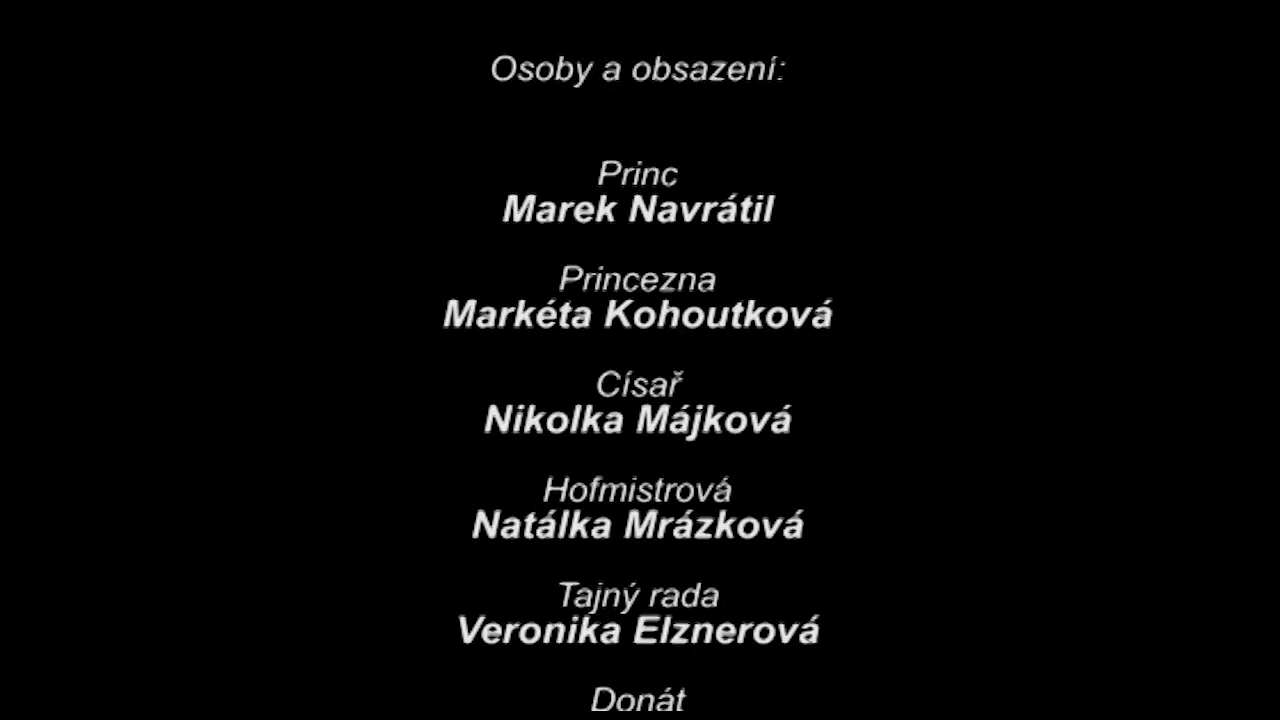 Osoby a obsazení:
Princ
Marek Navrátil
Princezna
Markéta Kohoutková
Císař
Nikolka Májková
Hofmistrová
Natálka Mrázková
Tajný rada
Veronika Elznerová
Donát